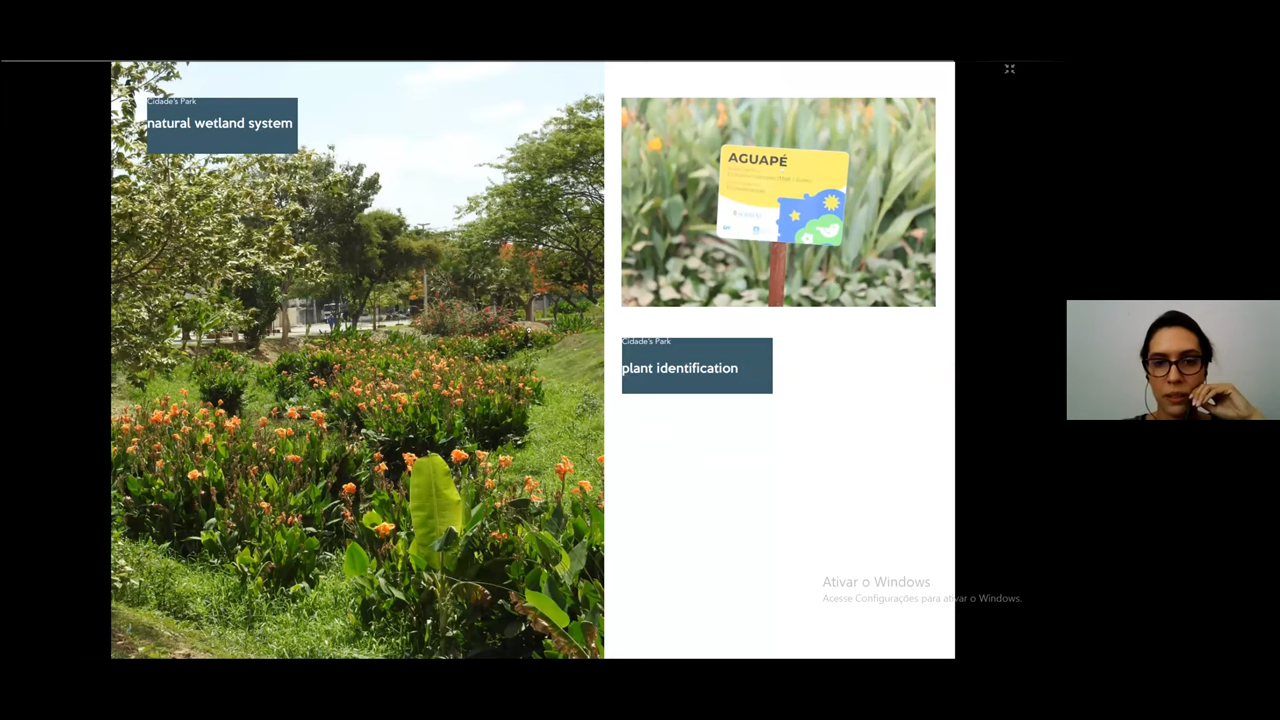 Cidade's Park
natural wetland system
AGUAPÉ
Cidade's Park
plant identification
Ativar o Windows
Acesse Configurações para ativar o Windows.